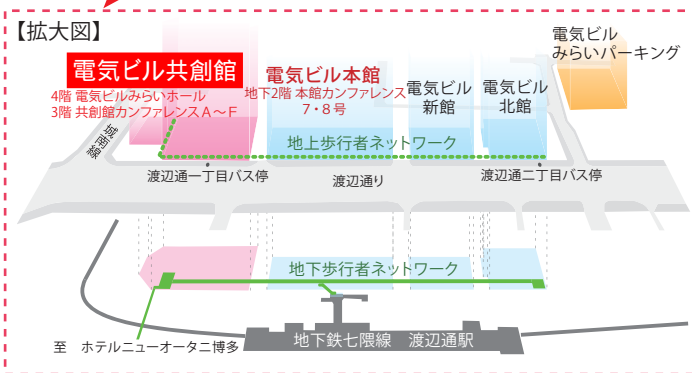 【拡大図】
電気ビル
みらいパーキング
電気ビル共創館
4階 電気ビルみらいホール
3階 共創館カンファレンスA~F
電気ビル本館
地下2階 本館カンファレンス
7・8号
電気ビル
新館
電気ビル
北館
城南線
地上歩行者ネットワーク
渡辺通一丁目バス停
渡辺通り
渡辺通二丁目バス停
地下歩行者ネットワーク
地下鉄七隈線 渡辺通駅
至 ホテルニューオータニ博多